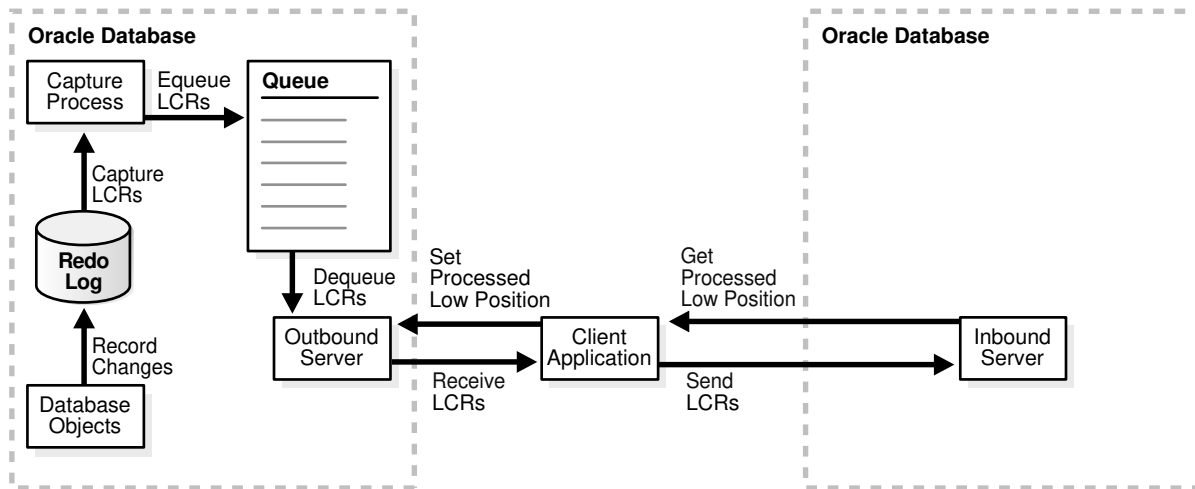 Oracle Database
Oracle Database
Capture
Process
Equeue
LCRs
Queue
Capture
LCRs
Redo
Log
Dequeue
LCRs
Set
Processed
Low Position
Get
Processed
Low Position
Record
Changes
Outbound
Server
Client
Application
Inbound
Server
Receive
LCRs
Send
LCRs
Database
Objects